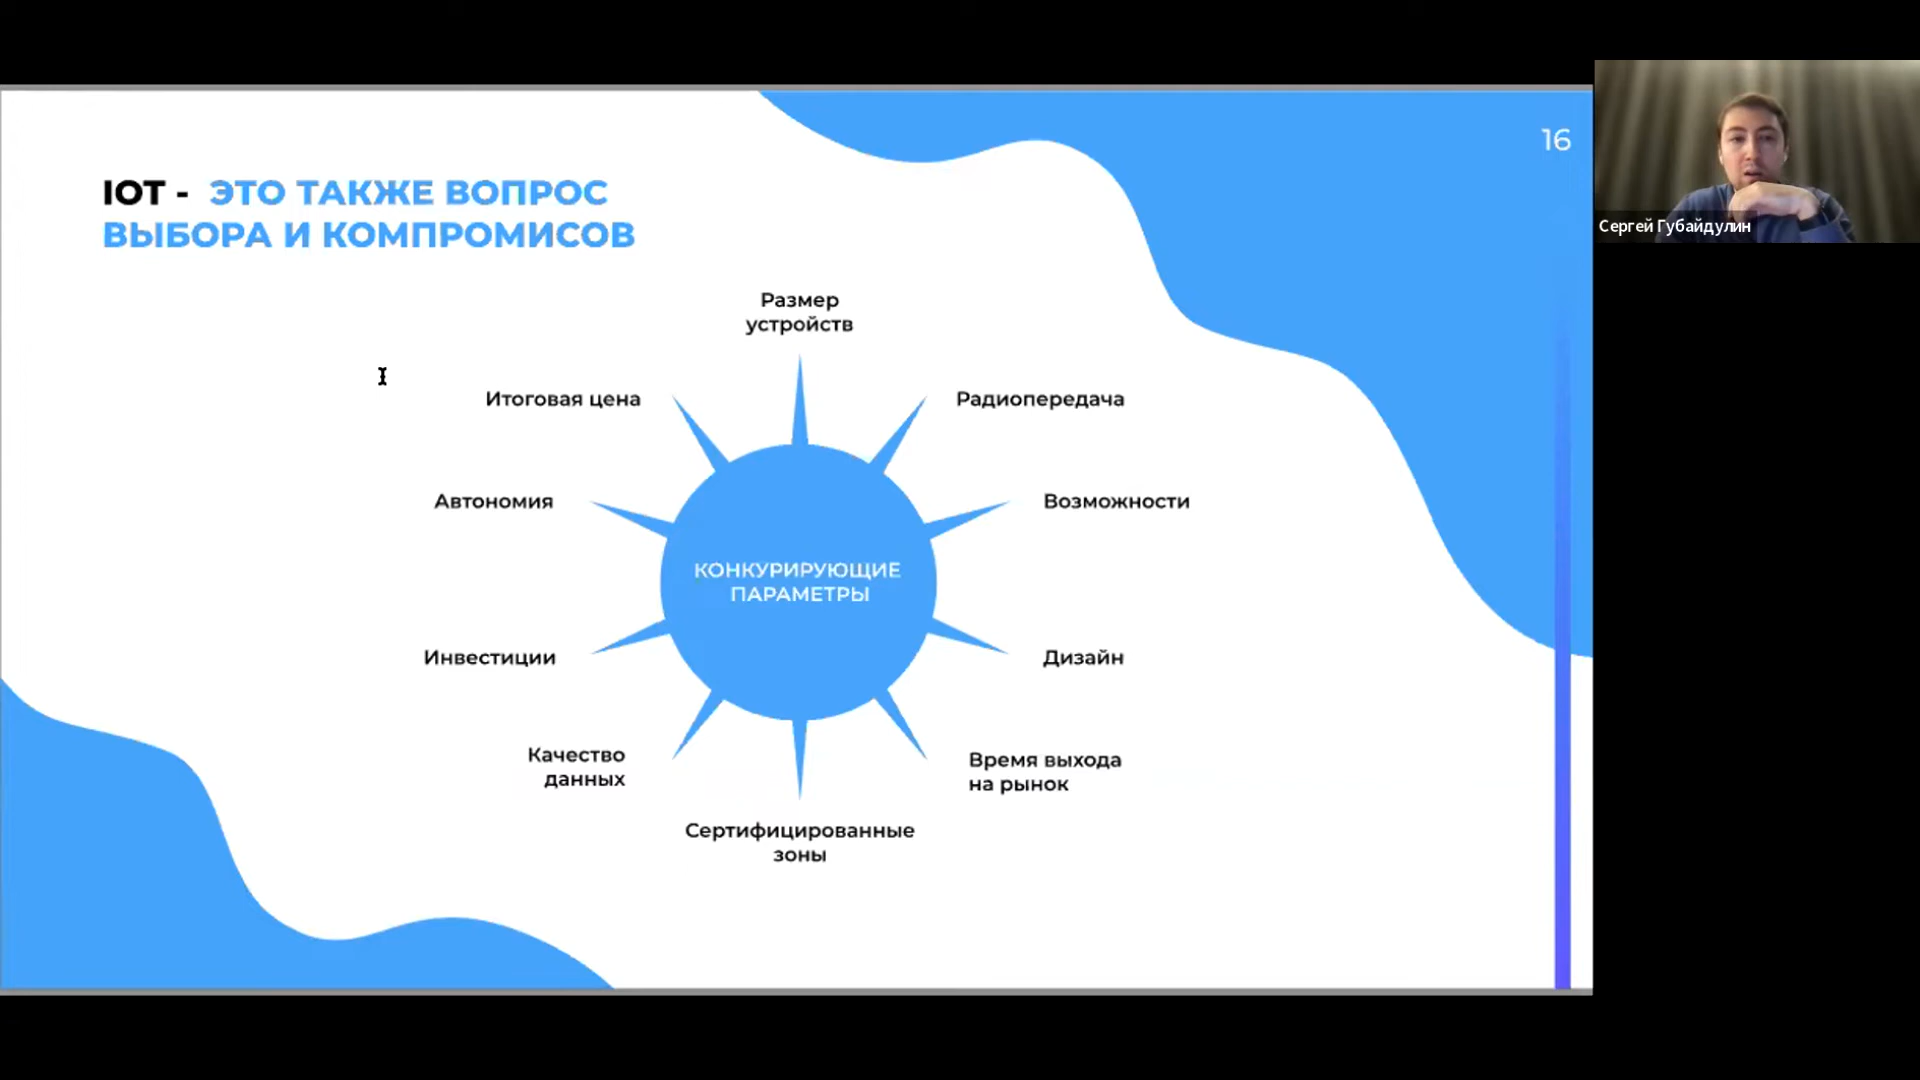 16
IOT - ЭТО ТАКЖЕ ВОПРОС
ВЫБОРА И КОМПРОМИСОВ
Размер
устройств
Итоговая цена
Радиопередача
Автономия
Возможности
КОНКУРИРУЮЩИЕ
ПАРАМЕТРЫ
Инвестиции
Дизайн
Качество
данных
Время выхода
на рынок
Сертифицированные
зоны
Сергей Губайдулин